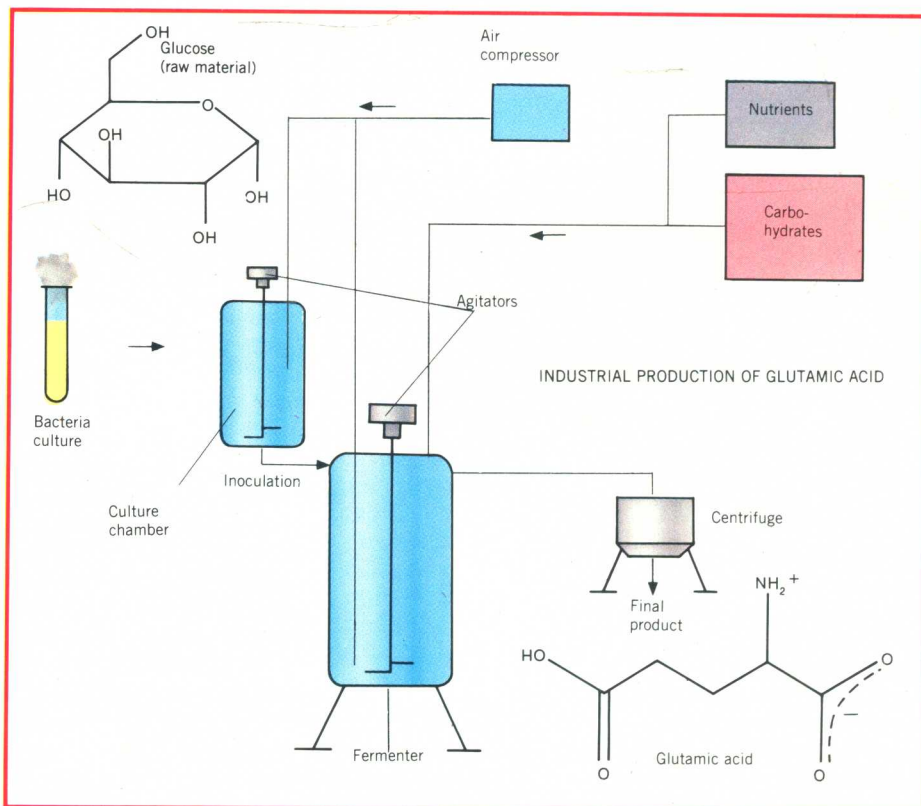 OH
Glucose
(raw material)
O
OH
HO
HO
OH
Air
compressor
Nutrients
Carbo-
hydrates
Agitators
INDUSTRIAL PRODUCTION OF GLUTAMIC ACID
Bacteria
culture
Inoculation
Culture
chamber
Centrifuge
Final
product
Fermenter
NH₂⁺
HO
O
O
O
–
Glutamic acid